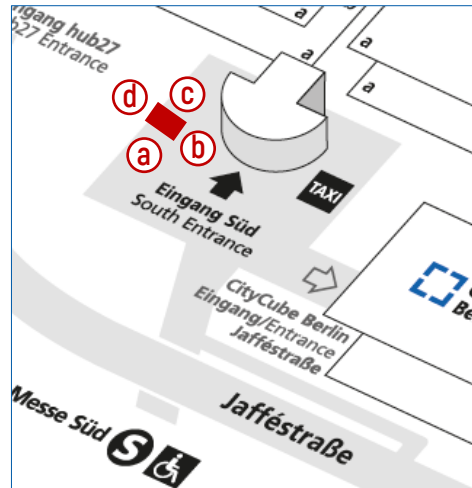 Eingang hub27
hub27 Entrance
a
a
a
a
d
c
a
b
Eingang Süd
South Entrance
TAXI
CityCube Berlin
Eingang/Entrance
Jafféstraße
Jafféstraße
Messe Süd S